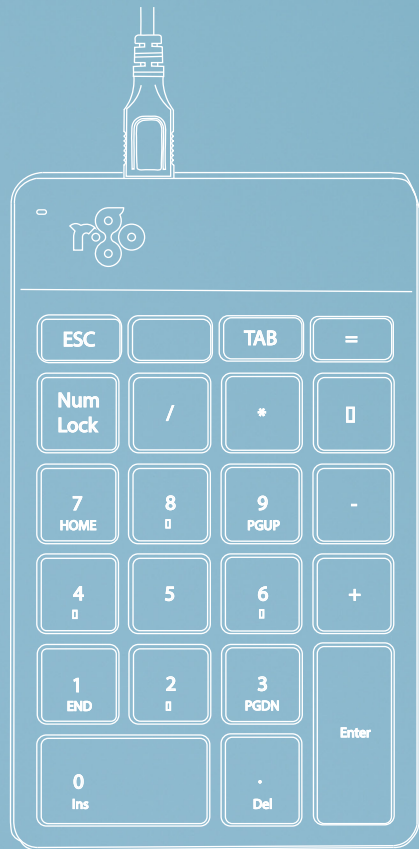 rgo
ESC TAB =
Num
Lock
/ * ▯
7 8 9 -
HOME ▯ PGUP
4 5 6 +
▯ ▯
1 2 3
END ▯ PGDN
Enter
0 .
Ins Del